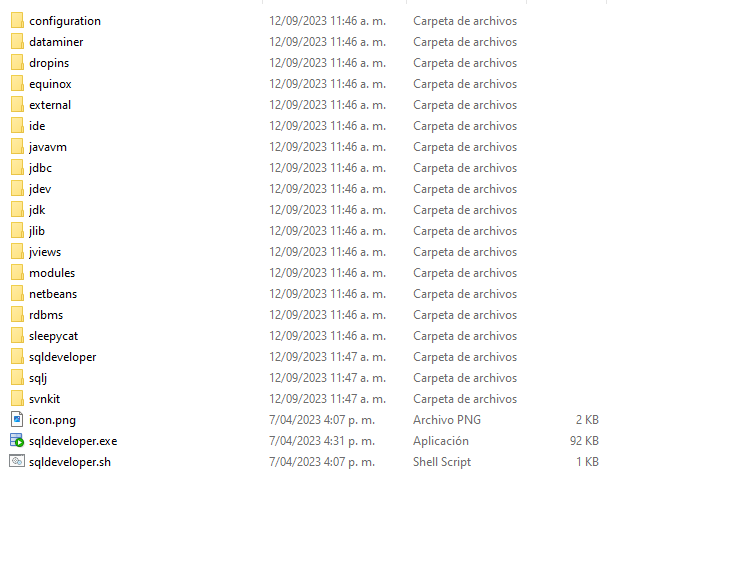 configuration 12/09/2023 11:46 a. m. Carpeta de archivos
dataminer 12/09/2023 11:46 a. m. Carpeta de archivos
dropins 12/09/2023 11:46 a. m. Carpeta de archivos
equinox 12/09/2023 11:46 a. m. Carpeta de archivos
external 12/09/2023 11:46 a. m. Carpeta de archivos
ide 12/09/2023 11:46 a. m. Carpeta de archivos
javavm 12/09/2023 11:46 a. m. Carpeta de archivos
jdbc 12/09/2023 11:46 a. m. Carpeta de archivos
jdev 12/09/2023 11:46 a. m. Carpeta de archivos
jdk 12/09/2023 11:46 a. m. Carpeta de archivos
jlib 12/09/2023 11:46 a. m. Carpeta de archivos
jviews 12/09/2023 11:46 a. m. Carpeta de archivos
modules 12/09/2023 11:46 a. m. Carpeta de archivos
netbeans 12/09/2023 11:46 a. m. Carpeta de archivos
rdbms 12/09/2023 11:46 a. m. Carpeta de archivos
sleepycat 12/09/2023 11:46 a. m. Carpeta de archivos
sqldeveloper 12/09/2023 11:47 a. m. Carpeta de archivos
sqlj 12/09/2023 11:47 a. m. Carpeta de archivos
svnkit 12/09/2023 11:47 a. m. Carpeta de archivos
icon.png 7/04/2023 4:07 p. m. Archivo PNG 2 KB
sqldeveloper.exe 7/04/2023 4:31 p. m. Aplicación 92 KB
sqldeveloper.sh 7/04/2023 4:07 p. m. Shell Script 1 KB